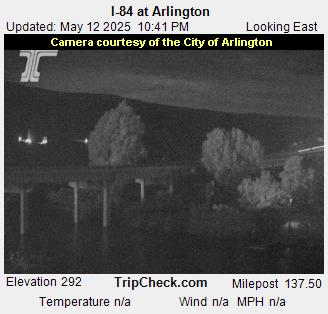 I-84 at Arlington
Updated: May 12 2025 10:41 PM Looking East
Camera courtesy of the City of Arlington
Elevation 292 TripCheck.com Milepost 137.50
Temperature n/a Wind n/a MPH n/a